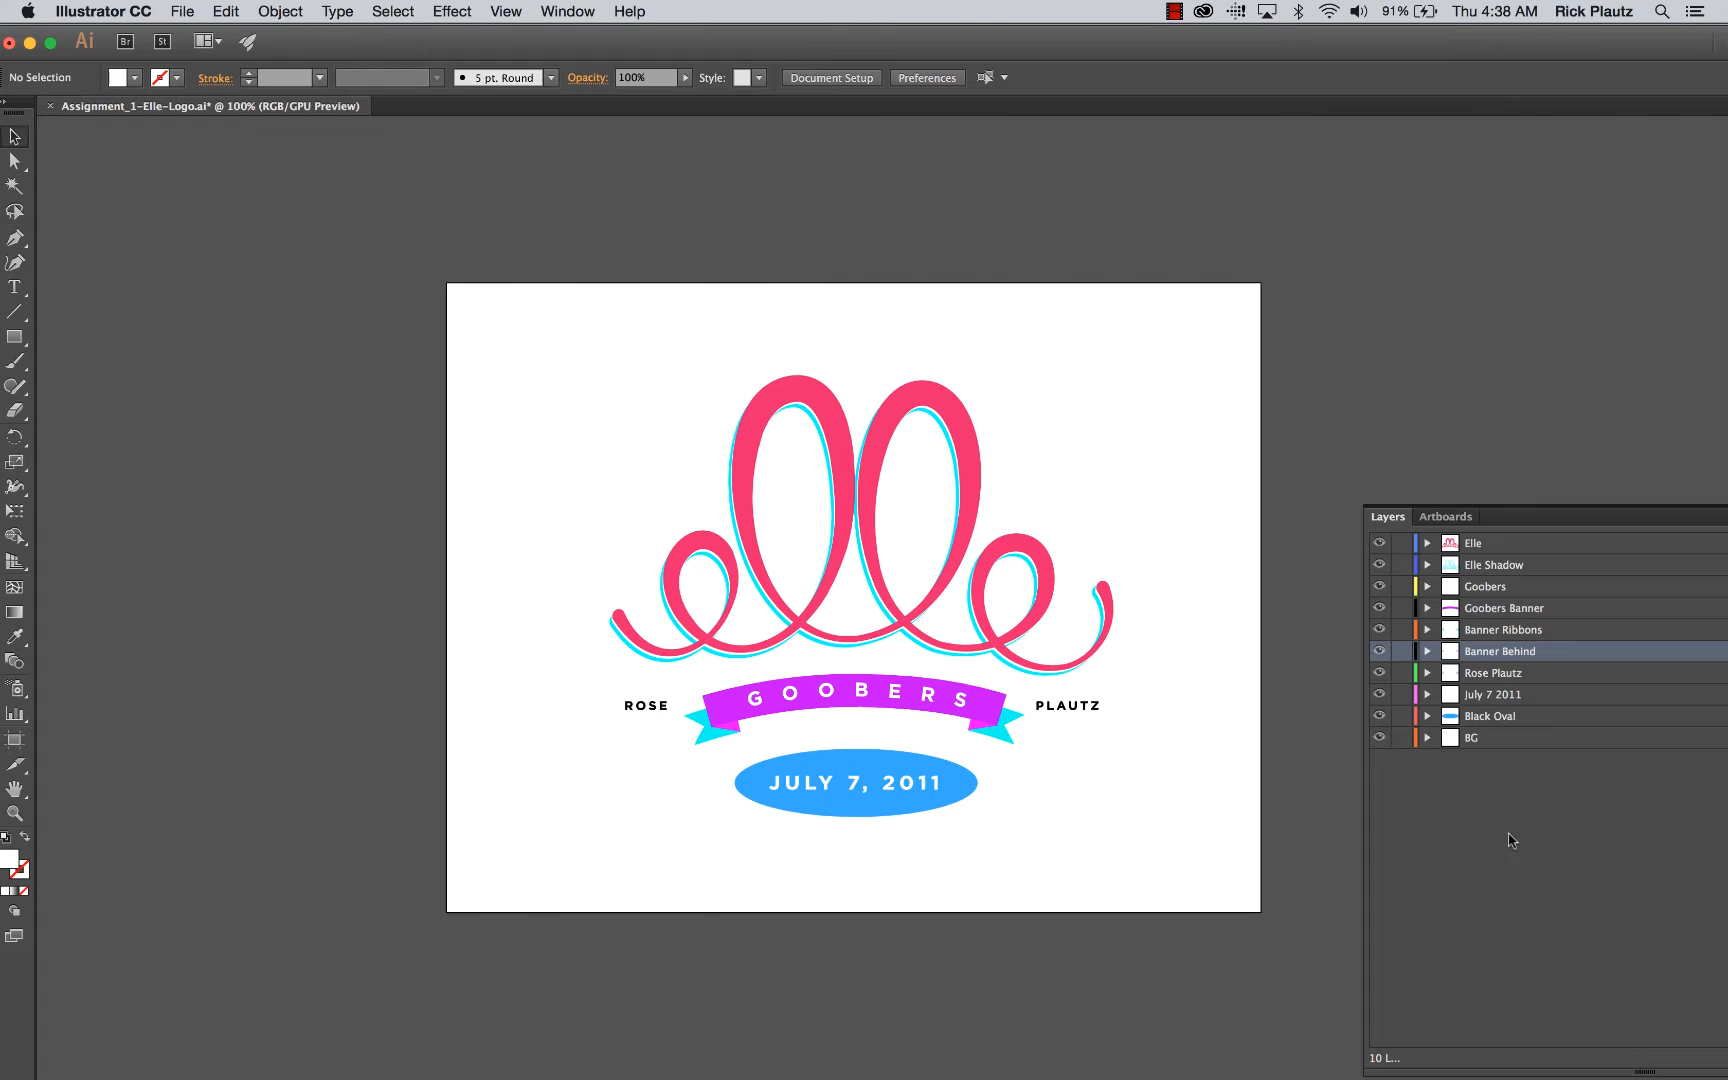 Illustrator CC File Edit Object Type Select Effect View Window Help 91% Thu 4:38 AM Rick Plautz
Ai Br St
No Selection Stroke: 5 pt. Round Opacity: 100% Style: Document Setup Preferences
Assignment_1-Elle-Logo.ai* @ 100% (RGB/GPU Preview)
elle
ROSE GOOBERS PLAUTZ
JULY 7, 2011
Layers Artboards
Elle
Elle Shadow
Goobers
Goobers Banner
Banner Ribbons
Banner Behind
Rose Plautz
July 7 2011
Black Oval
BG
10 L...